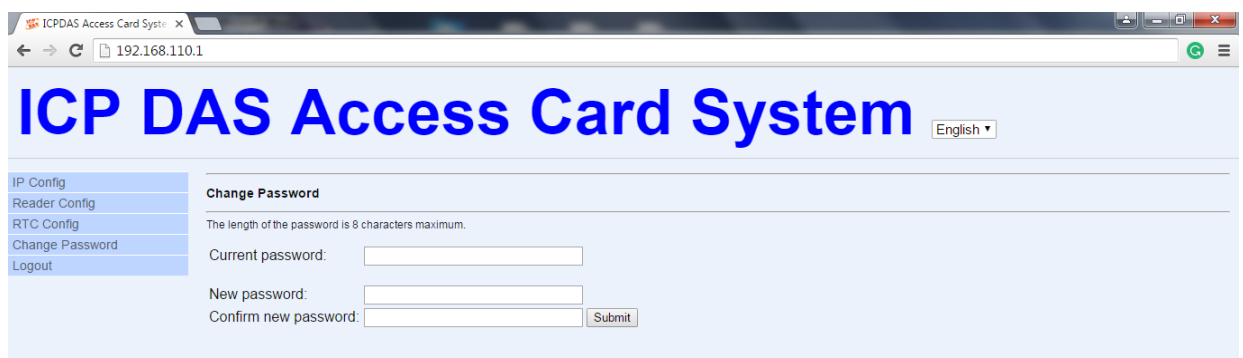 ICPDAS Access Card Syste
192.168.110.1
ICP DAS Access Card System English
IP Config
Reader Config
RTC Config
Change Password
Logout
Change Password
The length of the password is 8 characters maximum.
Current password:
New password:
Confirm new password: Submit